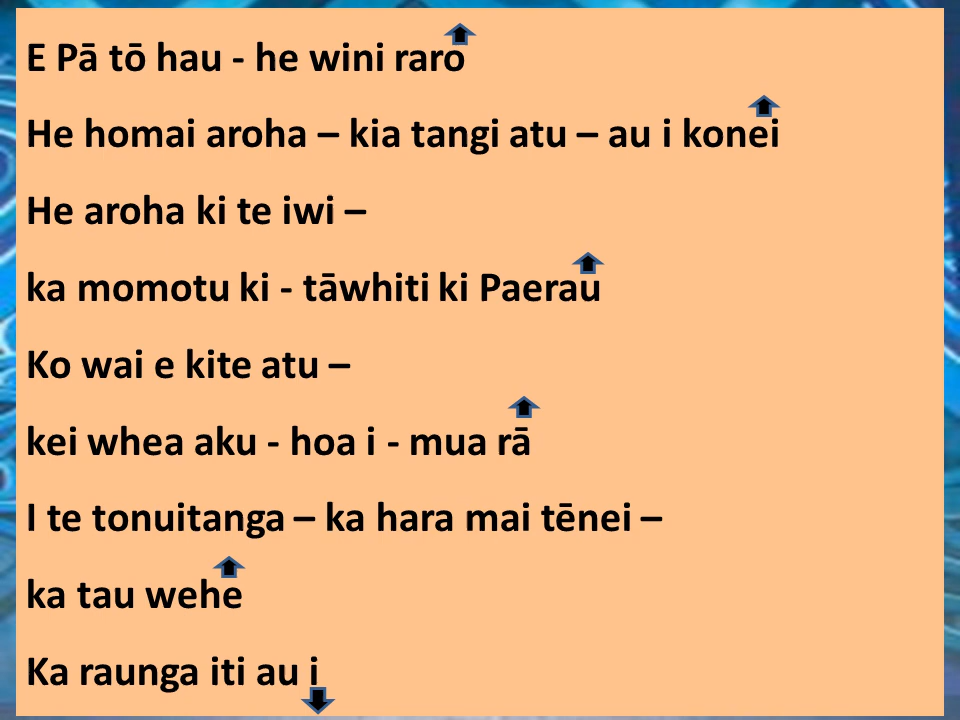 E Pā tō hau - he wini raro
He homai aroha – kia tangi atu – au i konei
He aroha ki te iwi –
ka momotu ki - tāwhiti ki Paerau
Ko wai e kite atu –
kei whea aku - hoa i - mua rā
I te tonuitanga – ka hara mai tēnei –
ka tau wehe
Ka raunga iti au i